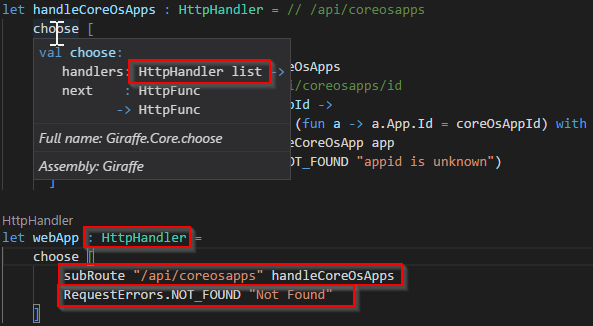 let handleCoreOsApps : HttpHandler = // /api/coreosapps
choose [
val choose:
handlers: HttpHandler list ->
next : HttpFunc
-> HttpFunc
Full name: Giraffe.Core.choose
Assembly: Giraffe
eOsApps
i/coreosapps/id
pId ->
(fun a -> a.App.Id = coreOsAppId) with
eCoreOsApp app
OT_FOUND "appid is unknown")
]
HttpHandler
let webApp : HttpHandler =
choose [
subRoute "/api/coreosapps" handleCoreOsApps
RequestErrors.NOT_FOUND "Not Found"
]